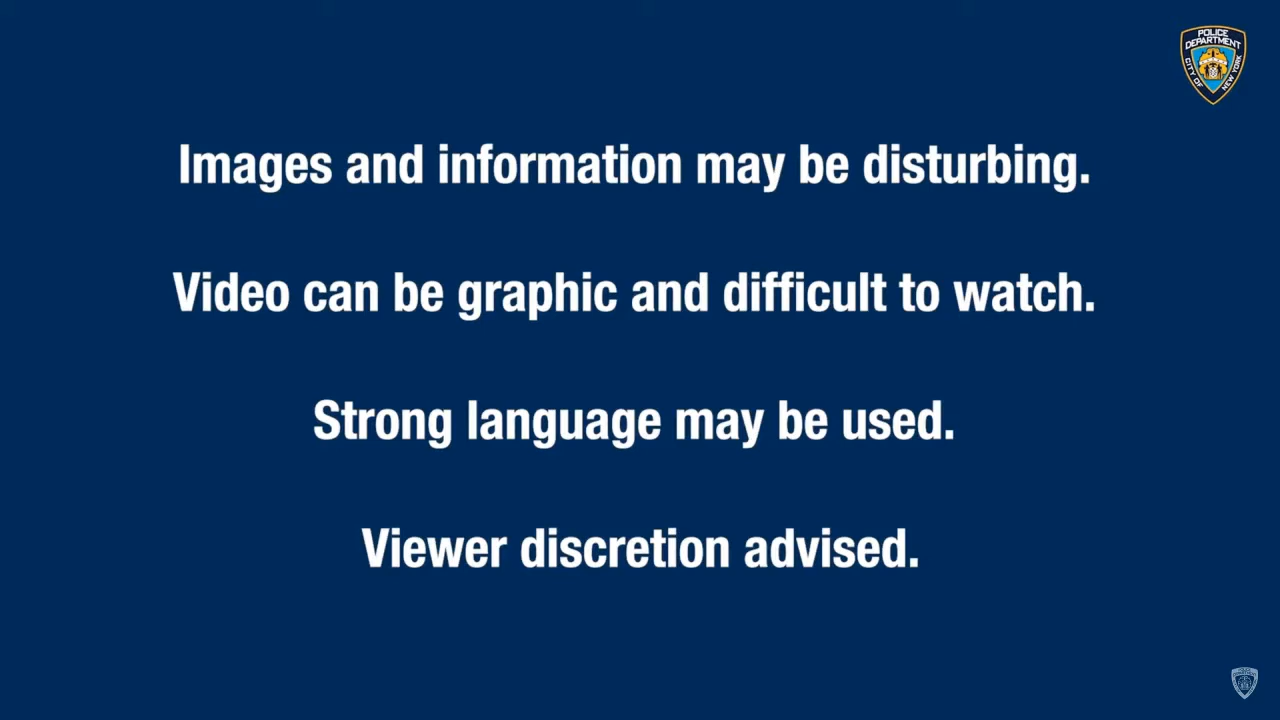 POLICE
DEPARTMENT
CITY OF
NEW YORK
Images and information may be disturbing.
Video can be graphic and difficult to watch.
Strong language may be used.
Viewer discretion advised.